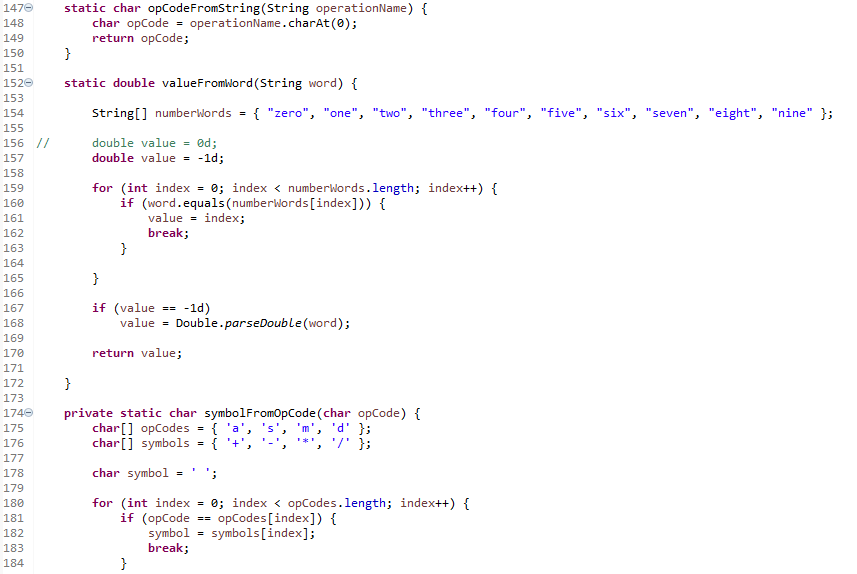 147 static char opCodeFromString(String operationName) {
148 char opCode = operationName.charAt(0);
149 return opCode;
150 }
151
152 static double valueFromWord(String word) {
153
154 String[] numberWords = { "zero", "one", "two", "three", "four", "five", "six", "seven", "eight", "nine" };
155
156 // double value = 0d;
157 double value = -1d;
158
159 for (int index = 0; index < numberWords.length; index++) {
160 if (word.equals(numberWords[index])) {
161 value = index;
162 break;
163 }
164
165 }
166
167 if (value == -1d)
168 value = Double.parseDouble(word);
169
170 return value;
171
172 }
173
174 private static char symbolFromOpCode(char opCode) {
175 char[] opCodes = { 'a', 's', 'm', 'd' };
176 char[] symbols = { '+', '-', '*', '/' };
177
178 char symbol = ' ';
179
180 for (int index = 0; index < opCodes.length; index++) {
181 if (opCode == opCodes[index]) {
182 symbol = symbols[index];
183 break;
184 }